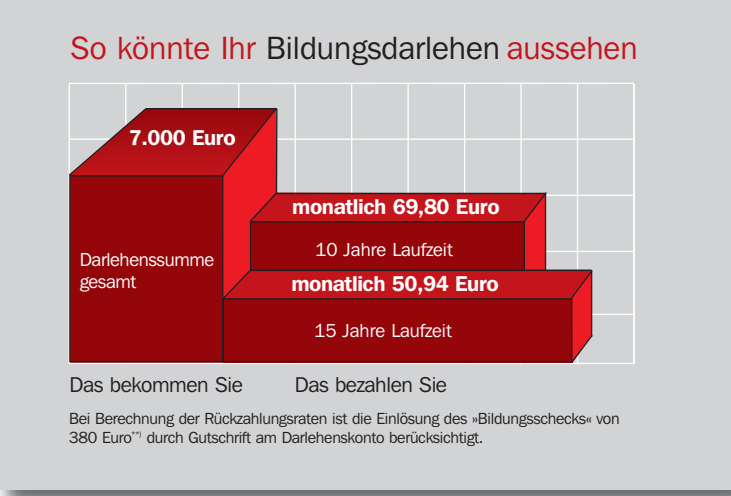 So könnte Ihr Bildungsdarlehen aussehen
7.000 Euro
monatlich 69,80 Euro
Darlehenssumme
gesamt
10 Jahre Laufzeit
monatlich 50,94 Euro
15 Jahre Laufzeit
Das bekommen Sie
Das bezahlen Sie
Bei Berechnung der Rückzahlungsraten ist die Einlösung des »Bildungsschecks« von
380 Euro**) durch Gutschrift am Darlehenskonto berücksichtigt.